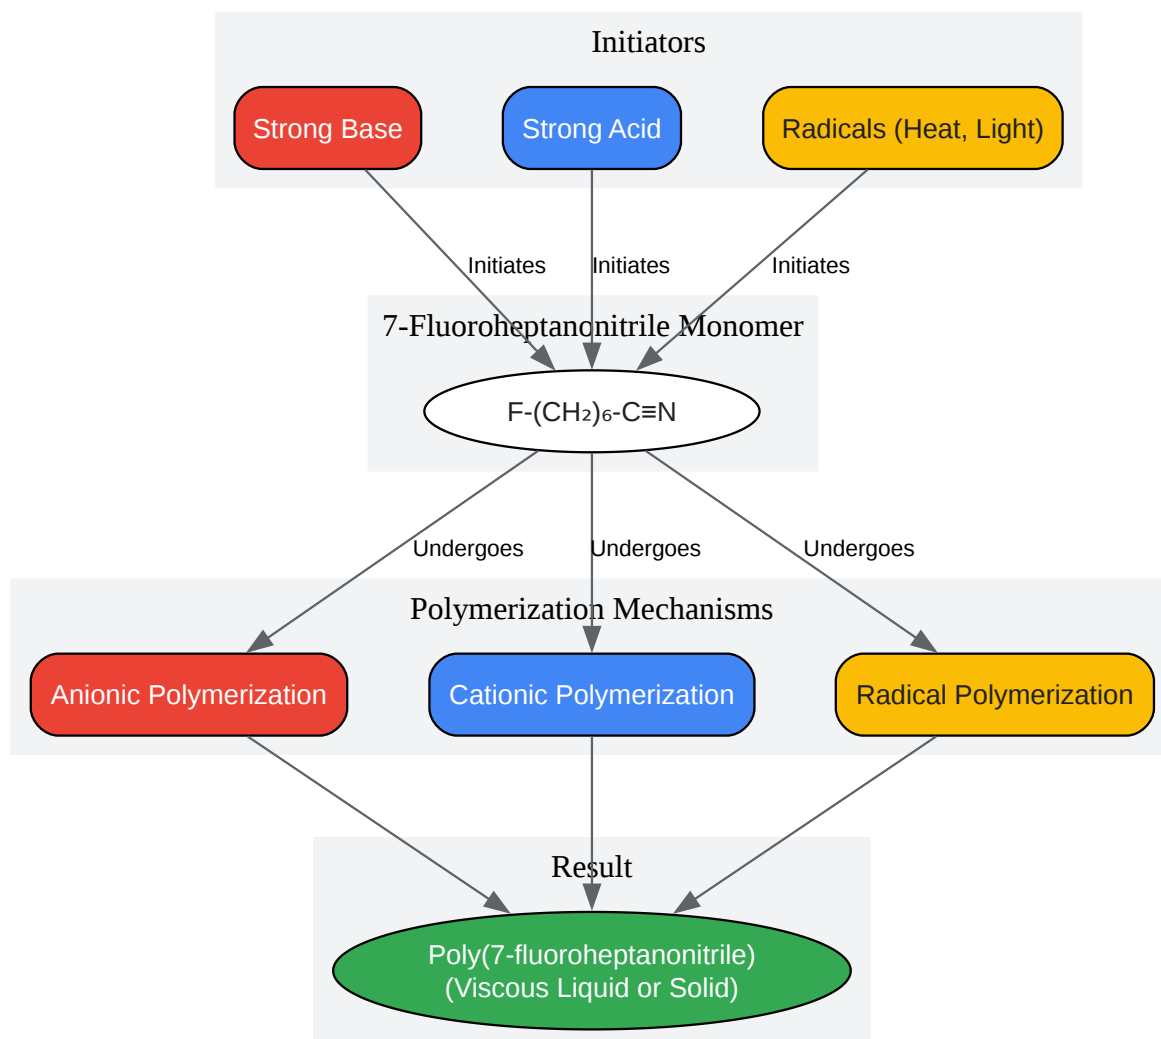 Initiators
Strong Base
Strong Acid
Radicals (Heat, Light)
Initiates
Initiates
Initiates
7-Fluoroheptanonitrile Monomer
F-(CH₂)₆-C≡N
Undergoes
Undergoes
Undergoes
Polymerization Mechanisms
Anionic Polymerization
Cationic Polymerization
Radical Polymerization
Result
Poly(7-fluoroheptanonitrile)
(Viscous Liquid or Solid)